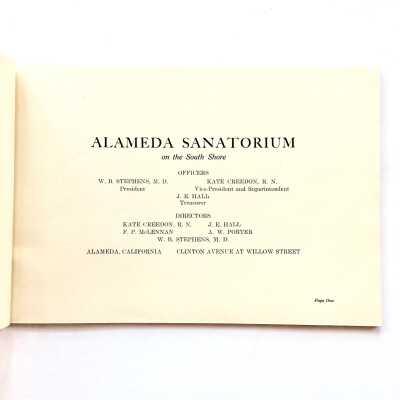 ALAMEDA SANATORIUM
on the South Shore
OFFICERS
W. B. STEPHENS, M. D. KATE CREEDON, R. N.
President Vice-President and Superintendent
J. E. HALL
Treasurer
DIRECTORS
KATE CREEDON, R. N. J. E. HALL
F. P. McLENNAN A. W. PORTER
W. B. STEPHENS, M. D.
ALAMEDA, CALIFORNIA CLINTON AVENUE AT WILLOW STREET
Page One